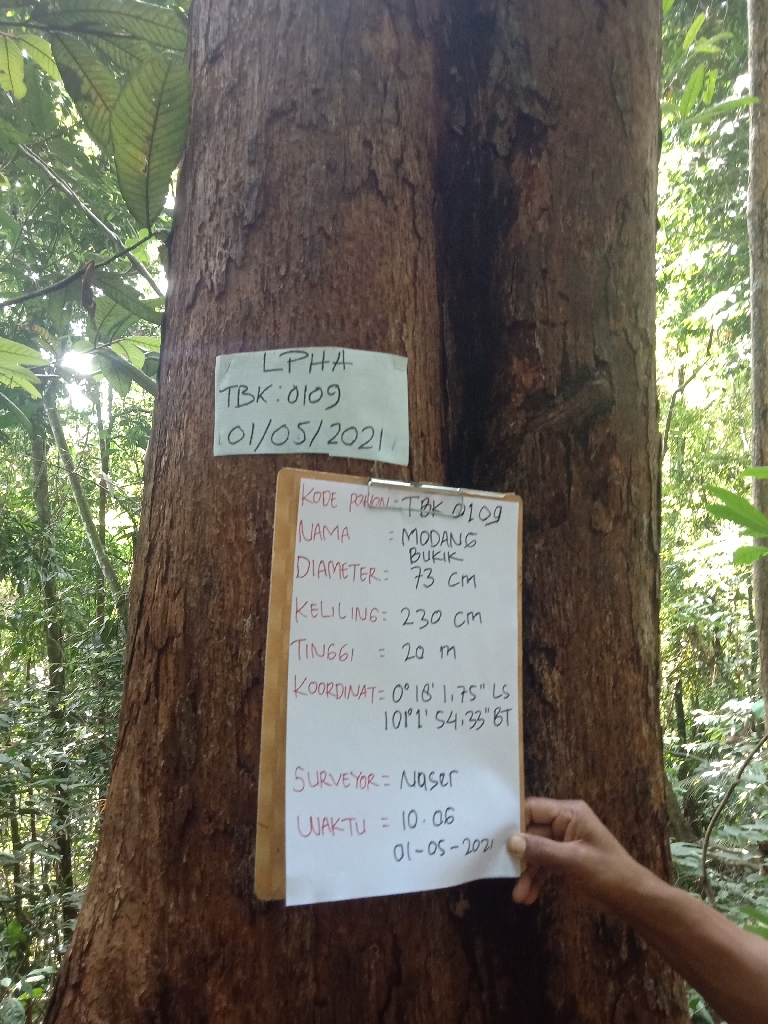 LPHA
TBK: 0109
01/05/2021
KODE POHON = TBK 0109
NAMA : MODANG
BUKIK
DIAMETER = 73 cm
KELILING = 230 cm
TINGGI = 20 m
KOORDINAT = 0° 18' 1,75" LS
101°1' 54,33" BT
SURVEYOR = Naser
WAKTU = 10.06
01-05-2021